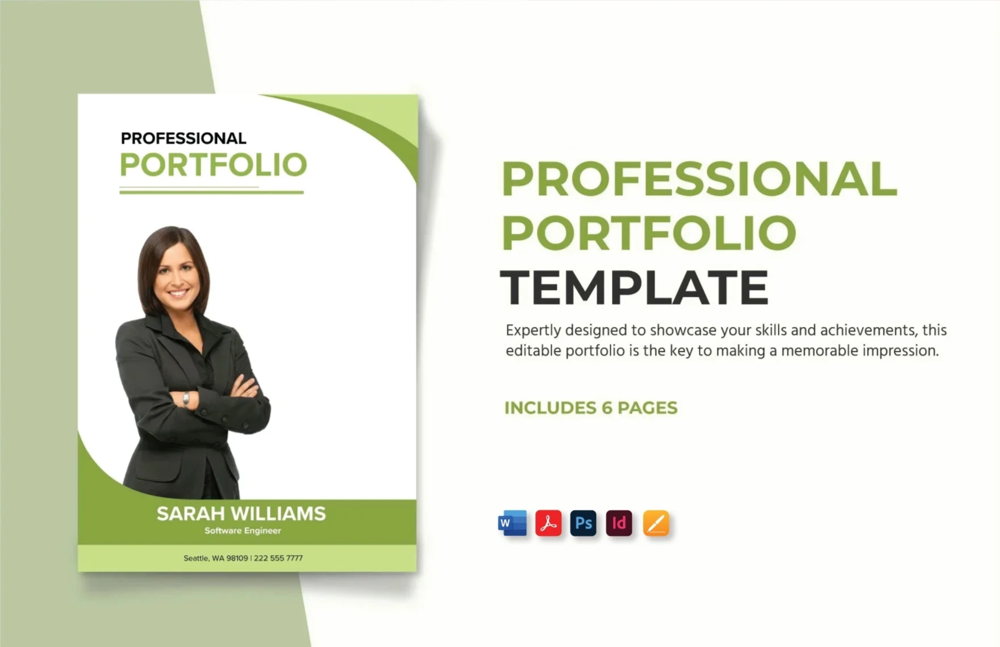 PROFESSIONAL
PORTFOLIO
SARAH WILLIAMS
Software Engineer
Seattle, WA 98109 | 222 555 7777
PROFESSIONAL
PORTFOLIO
TEMPLATE
Expertly designed to showcase your skills and achievements, this
editable portfolio is the key to making a memorable impression.
INCLUDES 6 PAGES
W Ps Id